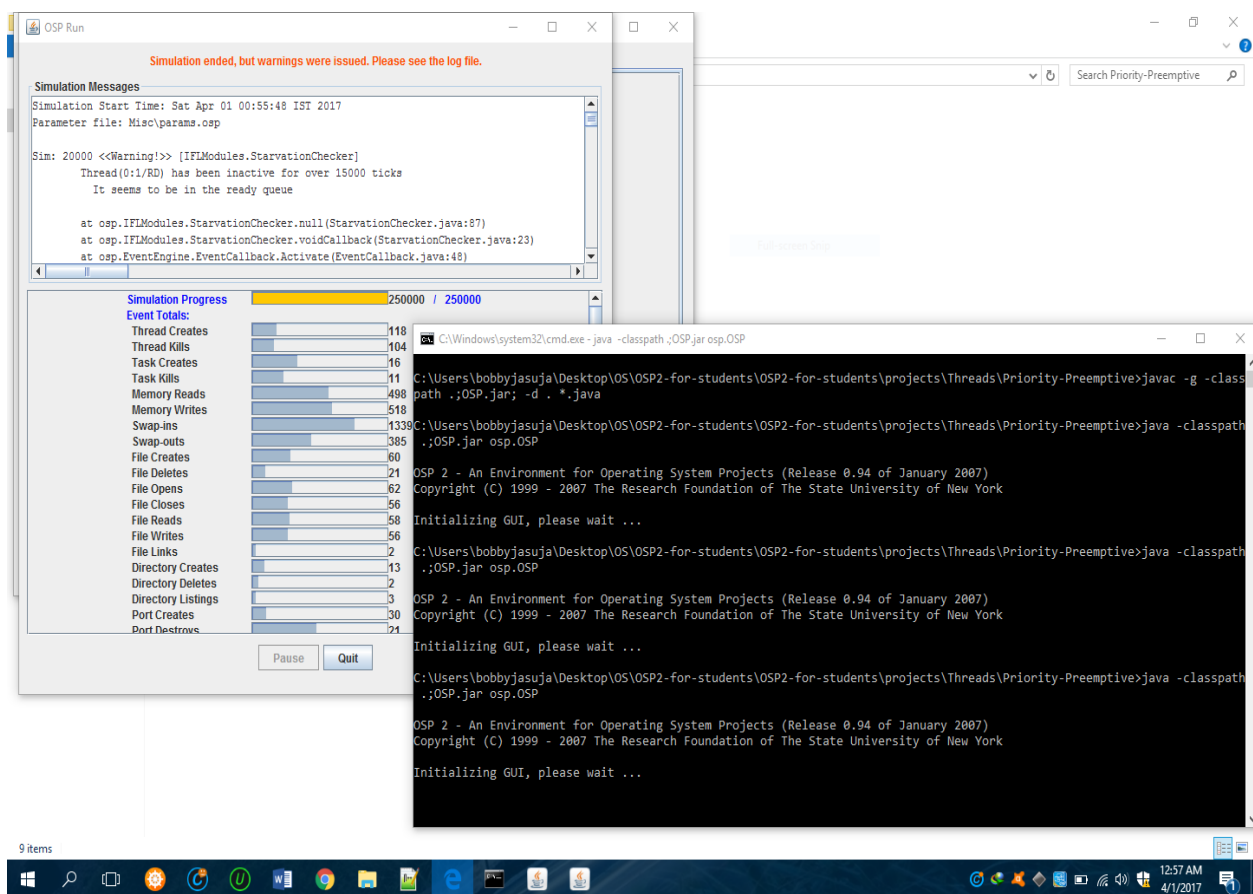 OSP Run
Simulation ended, but warnings were issued. Please see the log file.
Simulation Messages
Simulation Start Time: Sat Apr 01 00:55:48 IST 2017
Parameter file: Misc\params.osp
Sim: 20000 <<Warning!>> [IFLModules.StarvationChecker]
Thread(0:1/RD) has been inactive for over 15000 ticks
It seems to be in the ready queue
at osp.IFLModules.StarvationChecker.null(StarvationChecker.java:87)
at osp.IFLModules.StarvationChecker.voidCallback(StarvationChecker.java:23)
at osp.EventEngine.EventCallback.Activate(EventCallback.java:48)
Simulation Progress 250000 / 250000
Event Totals:
Thread Creates 118
Thread Kills 104
Task Creates 16
Task Kills 11
Memory Reads 498
Memory Writes 518
Swap-ins 1339
Swap-outs 385
File Creates 60
File Deletes 21
File Opens 62
File Closes 56
File Reads 58
File Writes 56
File Links 2
Directory Creates 13
Directory Deletes 2
Directory Listings 3
Port Creates 30
Port Destroys 21
Pause Quit
Search Priority-Preemptive
Full-screen Snip
C:\Windows\system32\cmd.exe - java -classpath .;OSP.jar osp.OSP
C:\Users\bobbyjasuja\Desktop\OS\OSP2-for-students\OSP2-for-students\projects\Threads\Priority-Preemptive>javac -g -class
path .;OSP.jar; -d . *.java
C:\Users\bobbyjasuja\Desktop\OS\OSP2-for-students\OSP2-for-students\projects\Threads\Priority-Preemptive>java -classpath
.;OSP.jar osp.OSP
OSP 2 - An Environment for Operating System Projects (Release 0.94 of January 2007)
Copyright (C) 1999 - 2007 The Research Foundation of The State University of New York
Initializing GUI, please wait ...
C:\Users\bobbyjasuja\Desktop\OS\OSP2-for-students\OSP2-for-students\projects\Threads\Priority-Preemptive>java -classpath
.;OSP.jar osp.OSP
OSP 2 - An Environment for Operating System Projects (Release 0.94 of January 2007)
Copyright (C) 1999 - 2007 The Research Foundation of The State University of New York
Initializing GUI, please wait ...
C:\Users\bobbyjasuja\Desktop\OS\OSP2-for-students\OSP2-for-students\projects\Threads\Priority-Preemptive>java -classpath
.;OSP.jar osp.OSP
OSP 2 - An Environment for Operating System Projects (Release 0.94 of January 2007)
Copyright (C) 1999 - 2007 The Research Foundation of The State University of New York
Initializing GUI, please wait ...
9 items
12:57 AM
4/1/2017